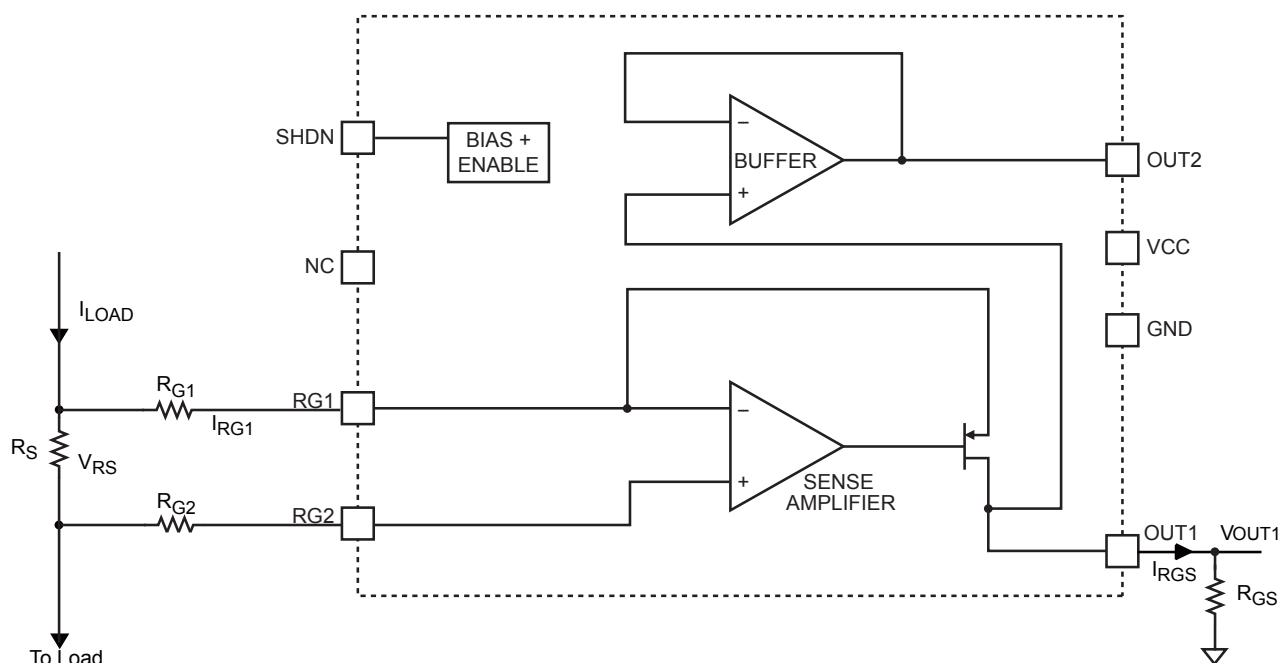 SHDN
BIAS +
ENABLE
−
BUFFER
+
OUT2
NC
VCC
GND
ILOAD
RG1
IRG1
RG1
RS
VRS
RG2
RG2
−
+
SENSE
AMPLIFIER
OUT1
VOUT1
IRGS
RGS
To Load